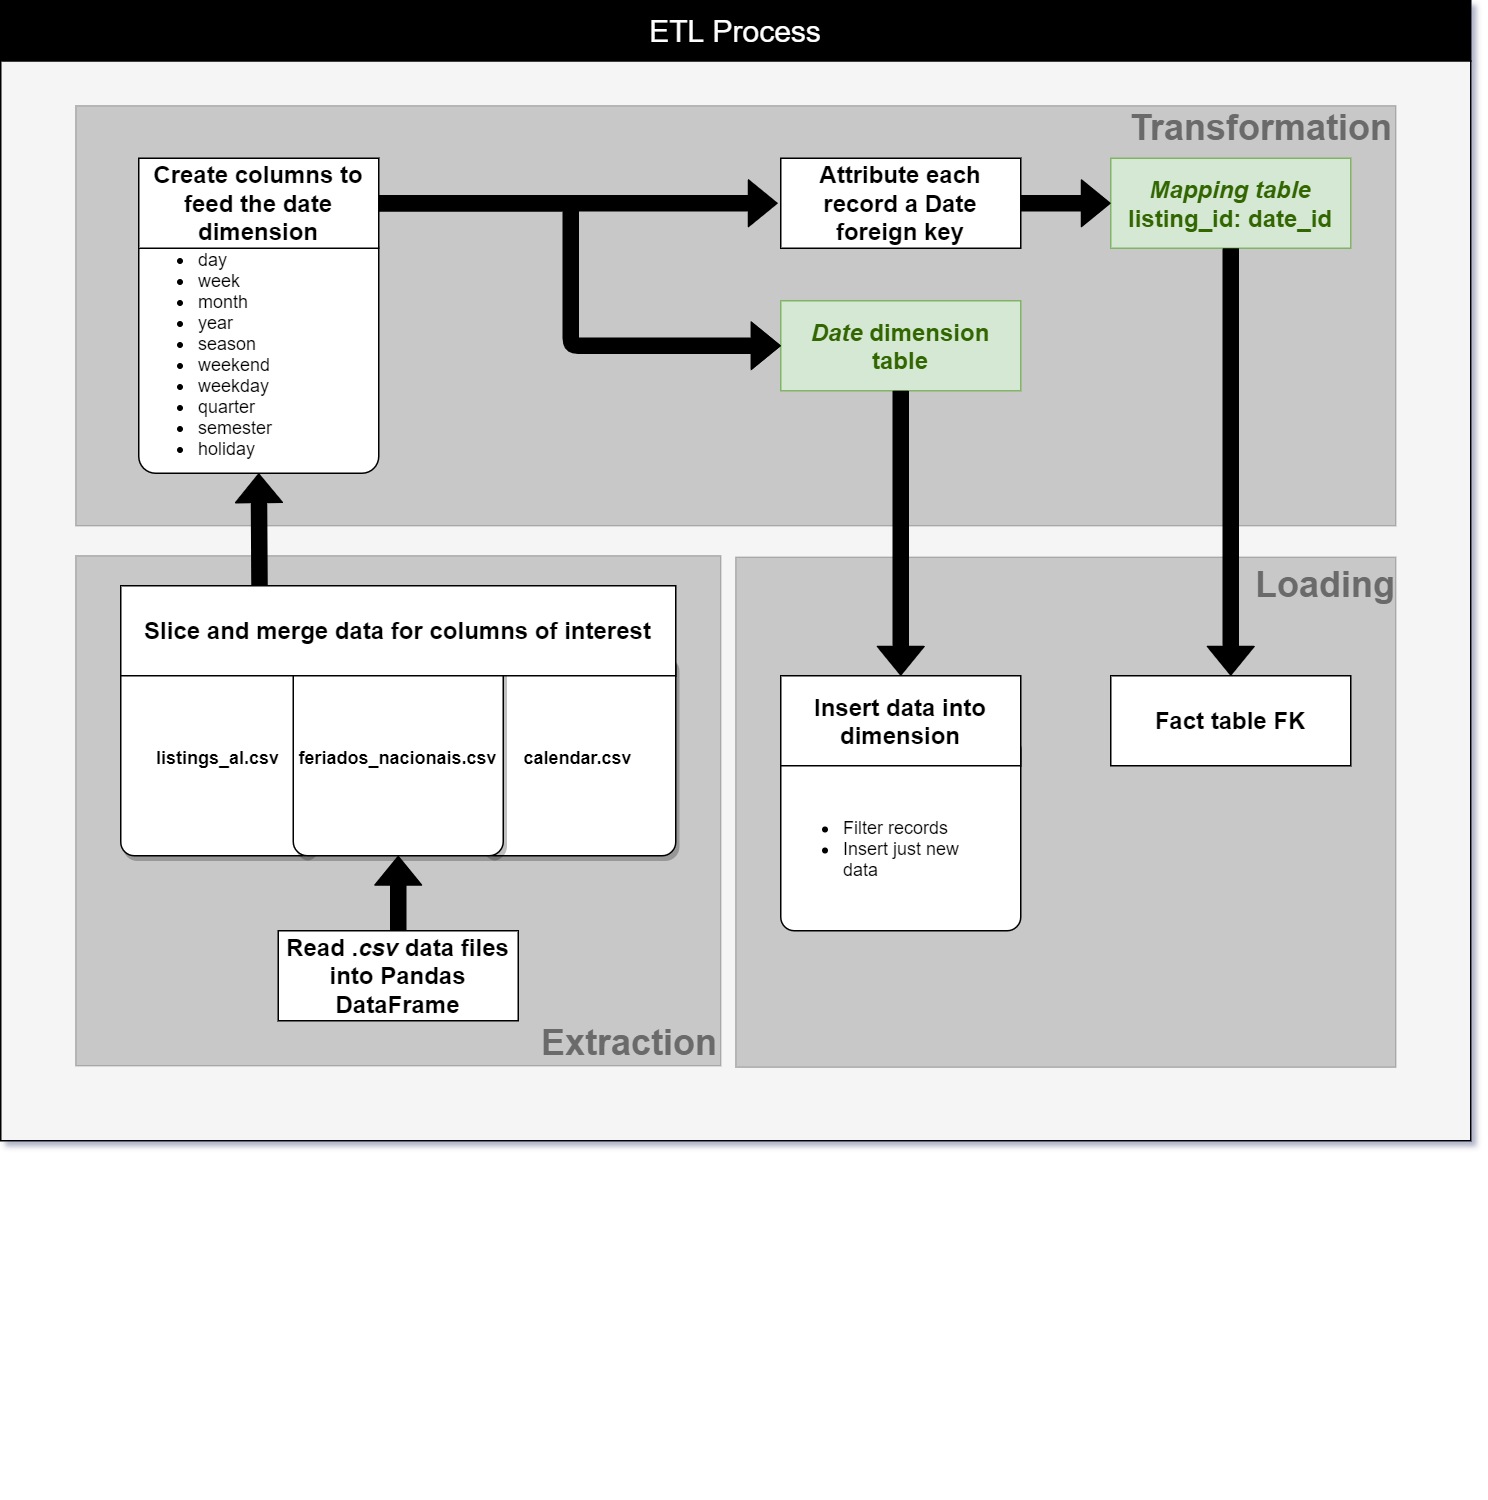 ETL Process
Transformation
Create columns to
feed the date
dimension
day
week
month
year
season
weekend
weekday
quarter
semester
holiday
Attribute each
record a Date
foreign key
Mapping table
listing_id: date_id
Date dimension
table
Slice and merge data for columns of interest
listings_al.csv
feriados_nacionais.csv
calendar.csv
Read .csv data files
into Pandas
DataFrame
Extraction
Loading
Insert data into
dimension
Filter records
Insert just new
data
Fact table FK